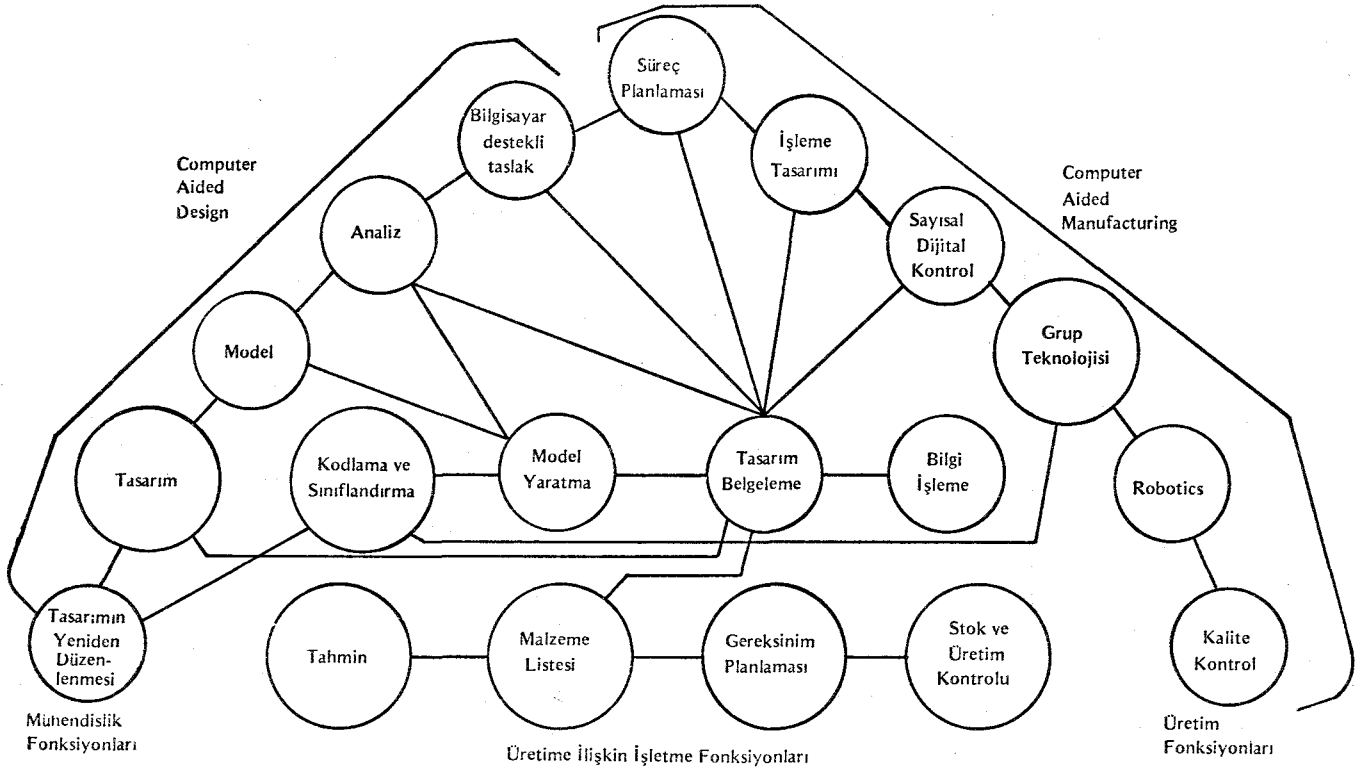 Süreç
Planlaması
Bilgisayar
destekli
taslak
İşleme
Tasarımı
Computer
Aided
Design
Computer
Aided
Manufacturing
Analiz
Sayısal
Dijital
Kontrol
Model
Grup
Teknolojisi
Tasarım
Kodlama ve
Sınıflandırma
Model
Yaratma
Tasarım
Belgeleme
Bilgi
İşleme
Robotics
Tasarımın
Yeniden
Düzen-
lenmesi
Tahmin
Malzeme
Listesi
Gereksinim
Planlaması
Stok ve
Üretim
Kontrolu
Kalite
Kontrol
Mühendislik
Fonksiyonları
Üretime İlişkin İşletme Fonksiyonları
Üretim
Fonksiyonları